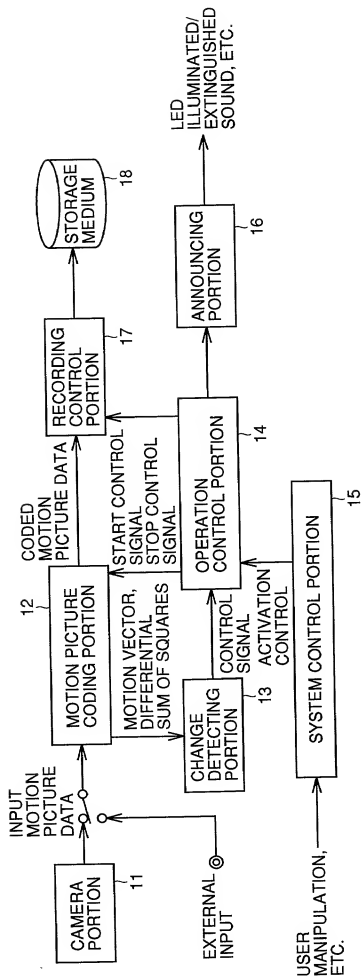 INPUT
MOTION
PICTURE
DATA
CAMERA
PORTION
11
EXTERNAL
INPUT
12
MOTION PICTURE
CODING PORTION
CODED
MOTION
PICTURE DATA
RECORDING
CONTROL
PORTION
17
STORAGE
MEDIUM
18
MOTION VECTOR,
DIFFERENTIAL
SUM OF SQUARES
START CONTROL
SIGNAL
STOP CONTROL
SIGNAL
CHANGE
DETECTING
PORTION
13
CONTROL
SIGNAL
OPERATION
CONTROL PORTION
14
ANNOUNCING
PORTION
16
LED
ILLUMINATED/
EXTINGUISHED
SOUND, ETC.
ACTIVATION
CONTROL
USER
MANIPULATION,
ETC.
SYSTEM CONTROL PORTION
15